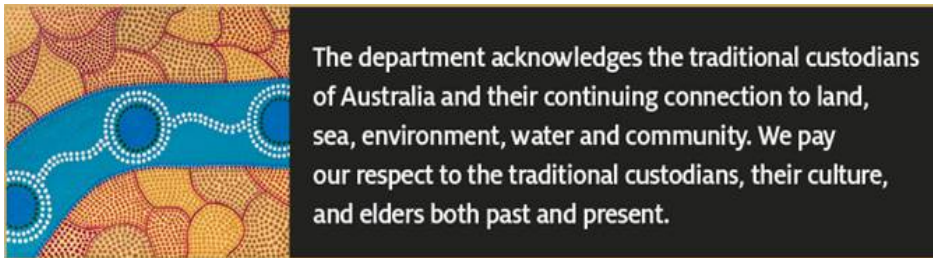 The department acknowledges the traditional custodians
of Australia and their continuing connection to land,
sea, environment, water and community. We pay
our respect to the traditional custodians, their culture,
and elders both past and present.